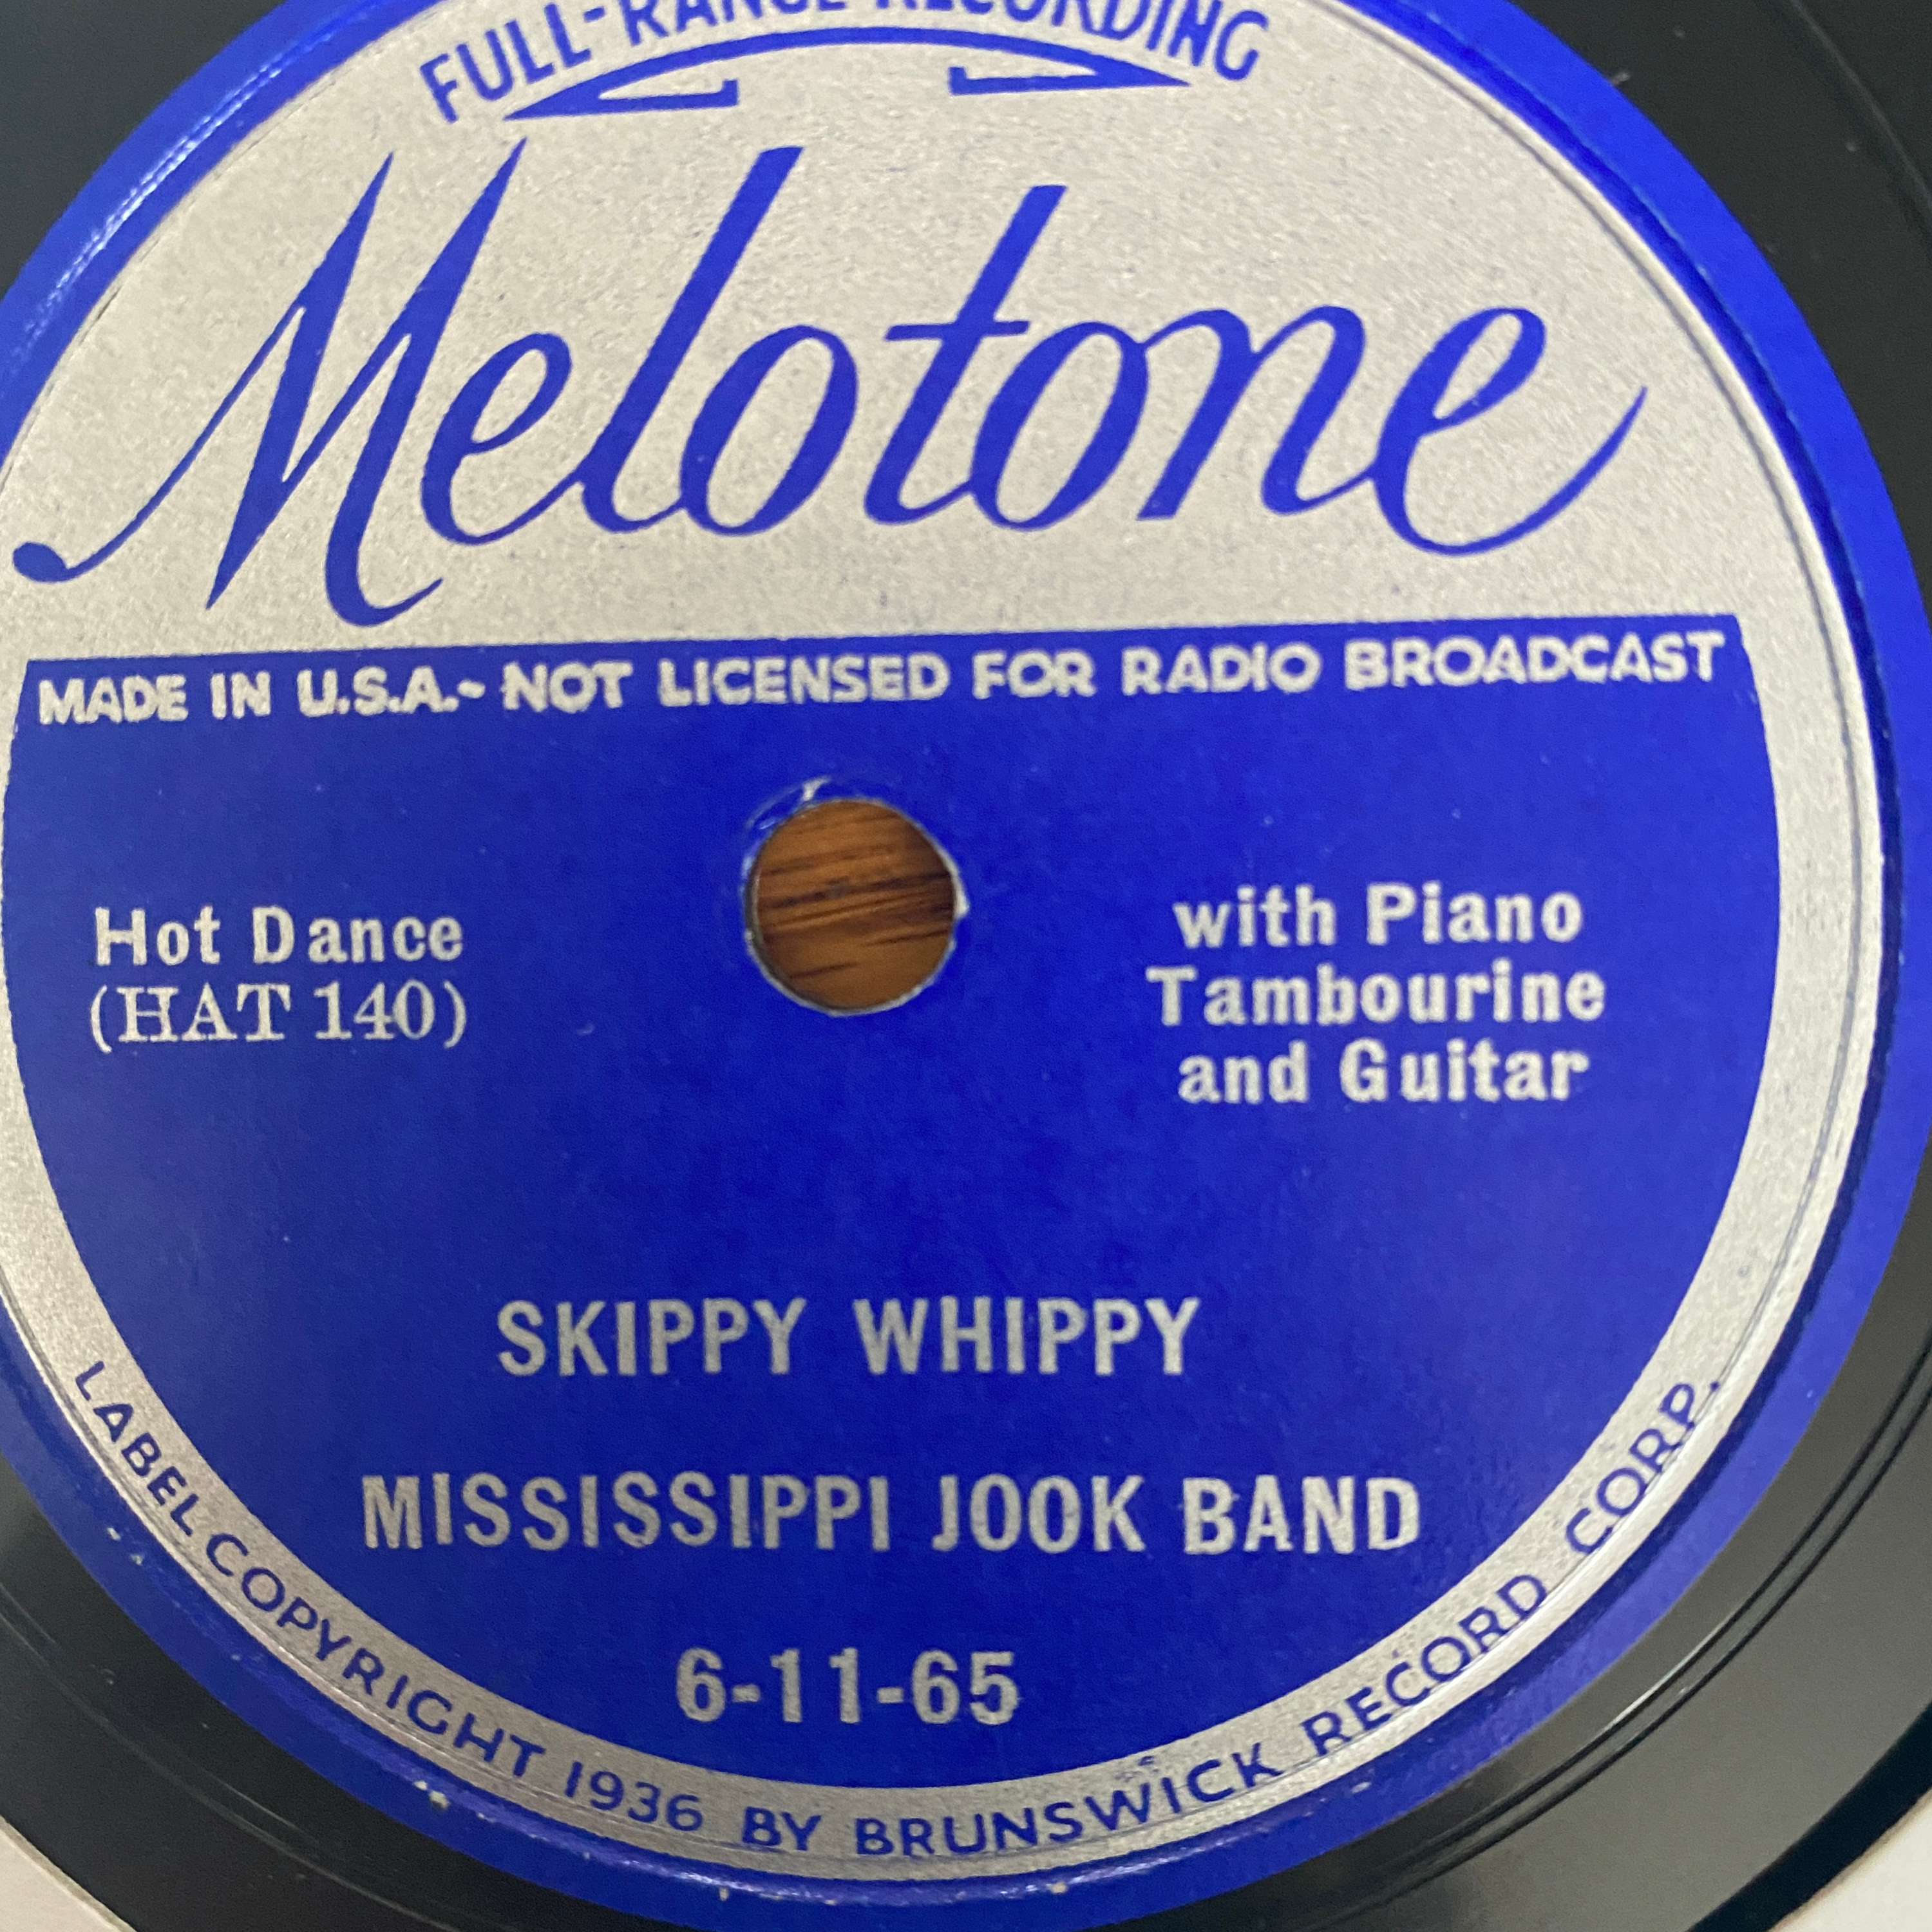 FULL-RANGE RECORDING
Melotone
MADE IN U.S.A.- NOT LICENSED FOR RADIO BROADCAST
Hot Dance
(HAT 140)
with Piano
Tambourine
and Guitar
SKIPPY WHIPPY
MISSISSIPPI JOOK BAND
6-11-65
LABEL COPYRIGHT 1936 BY BRUNSWICK RECORD CORP.